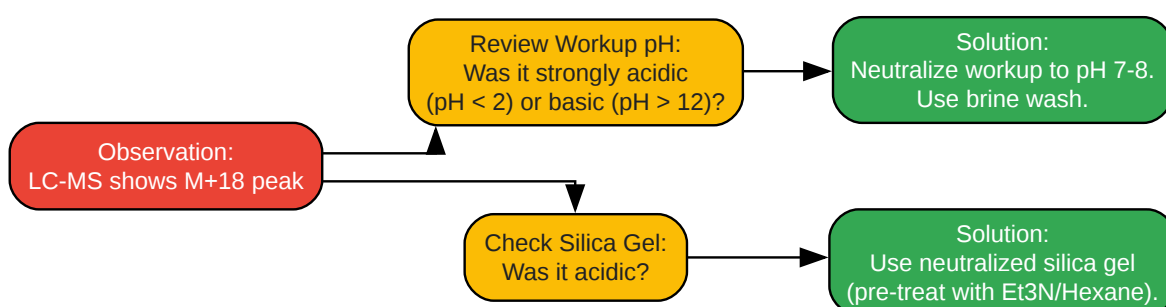 Observation:
LC-MS shows M+18 peak
Review Workup pH:
Was it strongly acidic
(pH < 2) or basic (pH > 12)?
Solution:
Neutralize workup to pH 7-8.
Use brine wash.
Check Silica Gel:
Was it acidic?
Solution:
Use neutralized silica gel
(pre-treat with Et3N/Hexane).